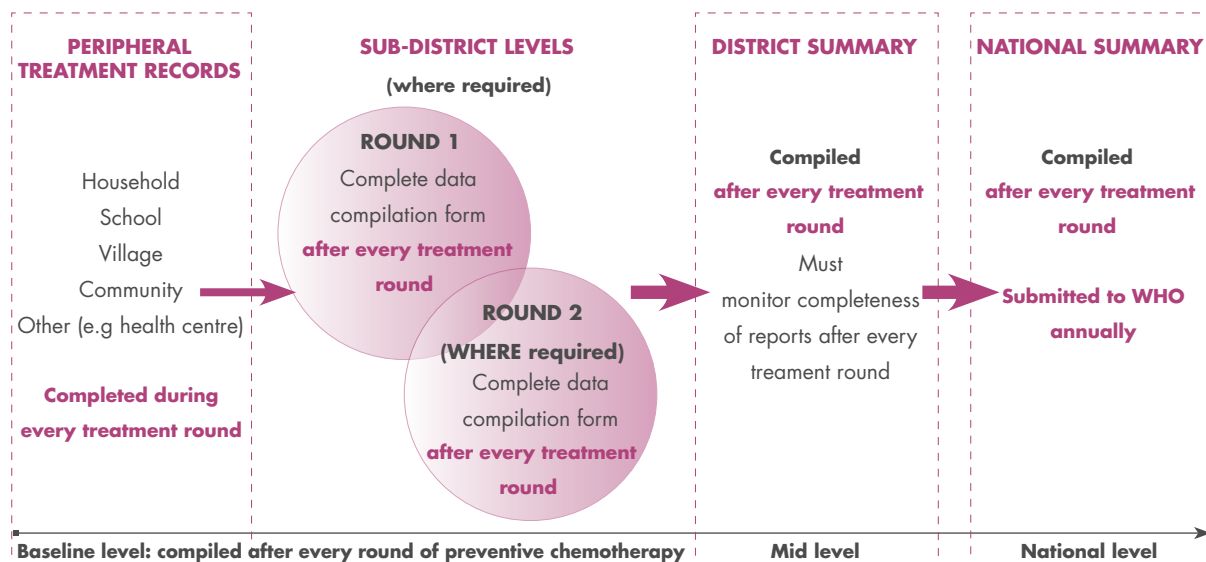 PERIPHERAL
TREATMENT RECORDS
Household
School
Village
Community
Other (e.g health centre)
Completed during
every treatment round
SUB-DISTRICT LEVELS
(where required)
ROUND 1
Complete data
compilation form
after every treatment
round
ROUND 2
(WHERE required)
Complete data
compilation form
after every treatment
round
DISTRICT SUMMARY
Compiled
after every treatment
round
Must
monitor completeness
of reports after every
treament round
NATIONAL SUMMARY
Compiled
after every treatment
round
Submitted to WHO
annually
Baseline level: compiled after every round of preventive chemotherapy
Mid level
National level